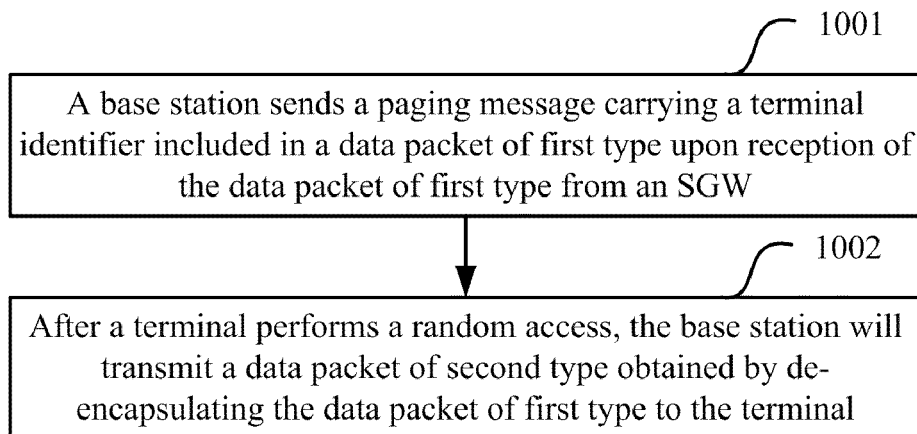 1001
A base station sends a paging message carrying a terminal
identifier included in a data packet of first type upon reception of
the data packet of first type from an SGW
1002
After a terminal performs a random access, the base station will
transmit a data packet of second type obtained by de-
encapsulating the data packet of first type to the terminal